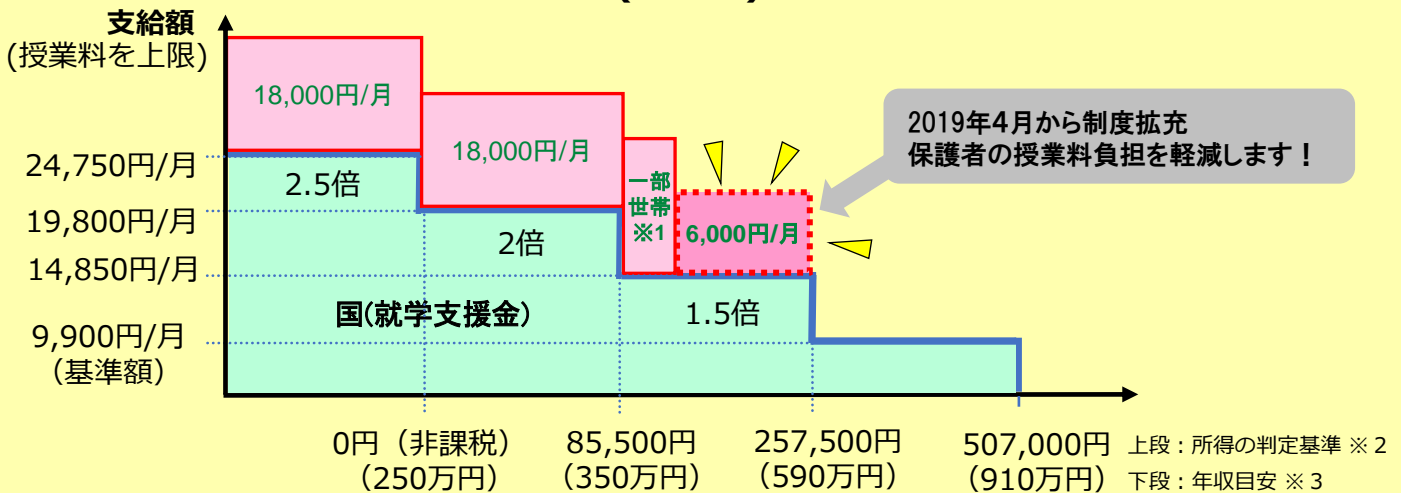 支給額
(授業料を上限)
18,000円/月
18,000円/月
2019年4月から制度拡充
保護者の授業料負担を軽減します！
24,750円/月
2.5倍
一部
世帯
※1
6,000円/月
19,800円/月
2倍
14,850円/月
国(就学支援金)
1.5倍
9,900円/月
（基準額）
0円（非課税）
（250万円）
85,500円
（350万円）
257,500円
（590万円）
507,000円
（910万円）
上段：所得の判定基準 ※２
下段：年収目安 ※３